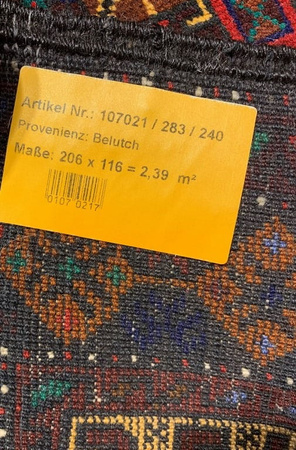 Artikel Nr.: 107021 / 283 / 240
Provenienz: Belutch
Maße: 206 x 116 = 2,39 m²
0107 0217